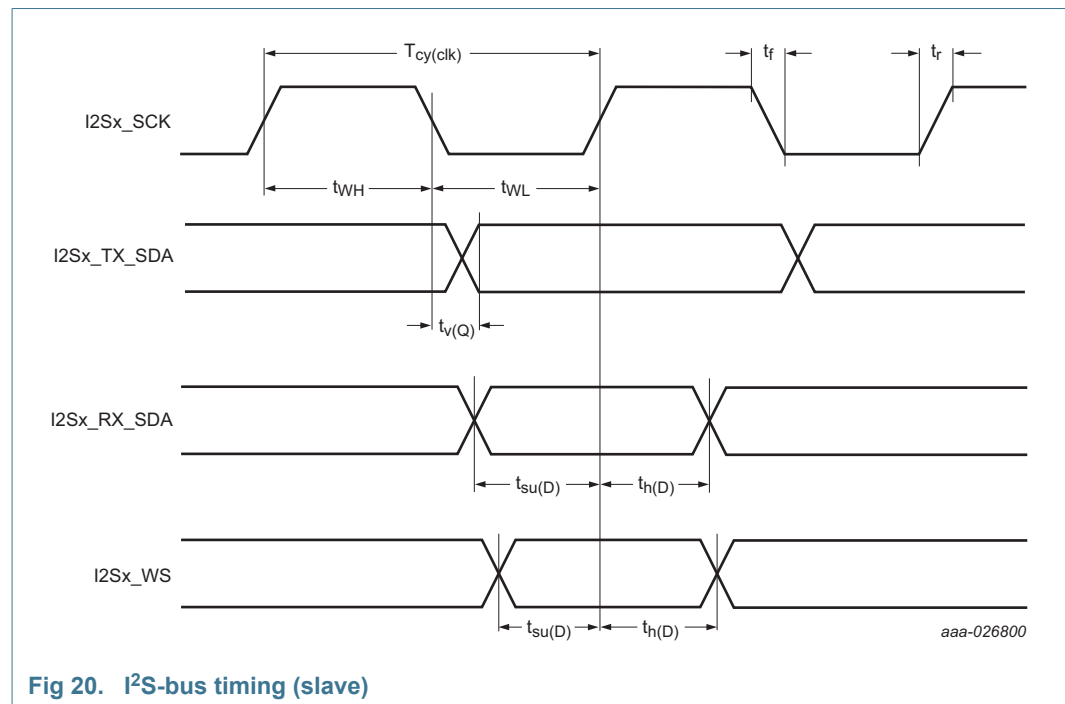 Tcy(clk)
tf
tr
I2Sx_SCK
tWH
tWL
I2Sx_TX_SDA
tv(Q)
I2Sx_RX_SDA
tsu(D)
th(D)
I2Sx_WS
tsu(D)
th(D)
aaa-026800
Fig 20. I²S-bus timing (slave)